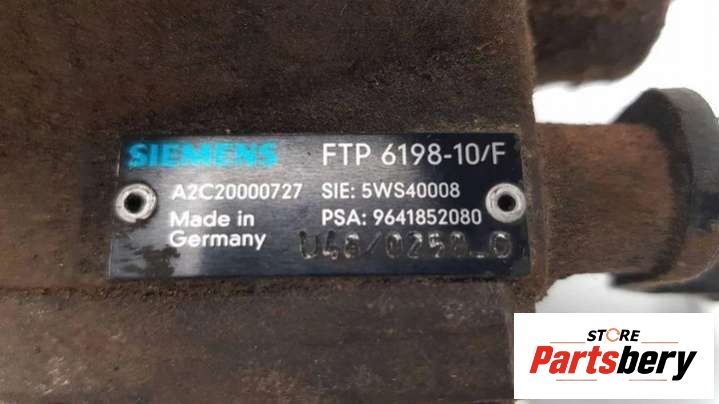 SIEMENS FTP 6198-10/F
A2C20000727 SIE: 5WS40008
Made in PSA: 9641852080
Germany
STORE
Partsbery